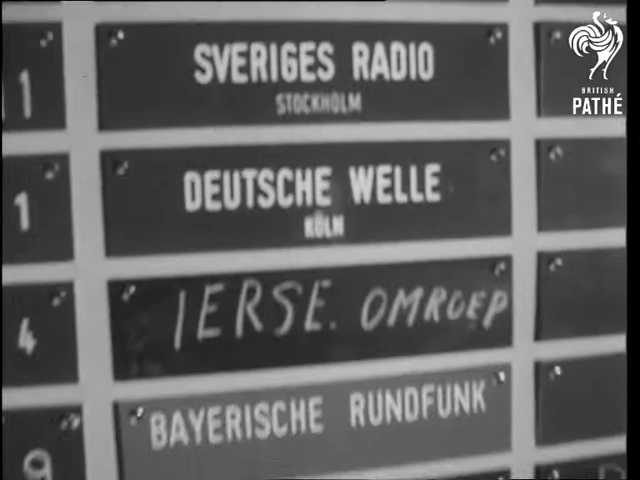 BRITISH
PATHÉ
1 SVERIGES RADIO
STOCKHOLM
1 DEUTSCHE WELLE
KÖLN
4 IERSE. OMROEP
9 BAYERISCHE RUNDFUNK